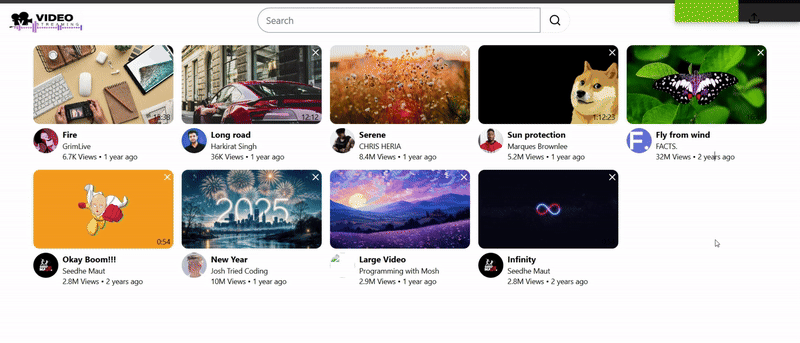 VIDEO
STREAMING
Search
12:12
1:12:23
Fire
GrimLive
6.7K Views • 1 year ago
Long road
Harkirat Singh
36K Views • 1 year ago
Serene
CHRIS HERIA
8.4M Views • 1 year ago
Sun protection
Marques Brownlee
5.2M Views • 1 year ago
F.
Fly from wind
FACTS.
32M Views • 2 years ago
0:54
2025
Okay Boom!!!
Seedhe Maut
2.8M Views • 2 years ago
New Year
Josh Tried Coding
10M Views • 1 year ago
Large Video
Programming with Mosh
2.9M Views • 1 year ago
Infinity
Seedhe Maut
2.8M Views • 2 years ago